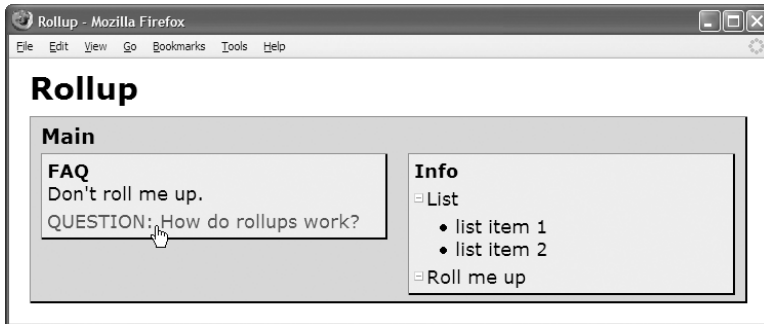 Rollup - Mozilla Firefox
File Edit View Go Bookmarks Tools Help
Rollup
Main
FAQ
Don't roll me up.
QUESTION: How do rollups work?
Info
List
• list item 1
• list item 2
Roll me up